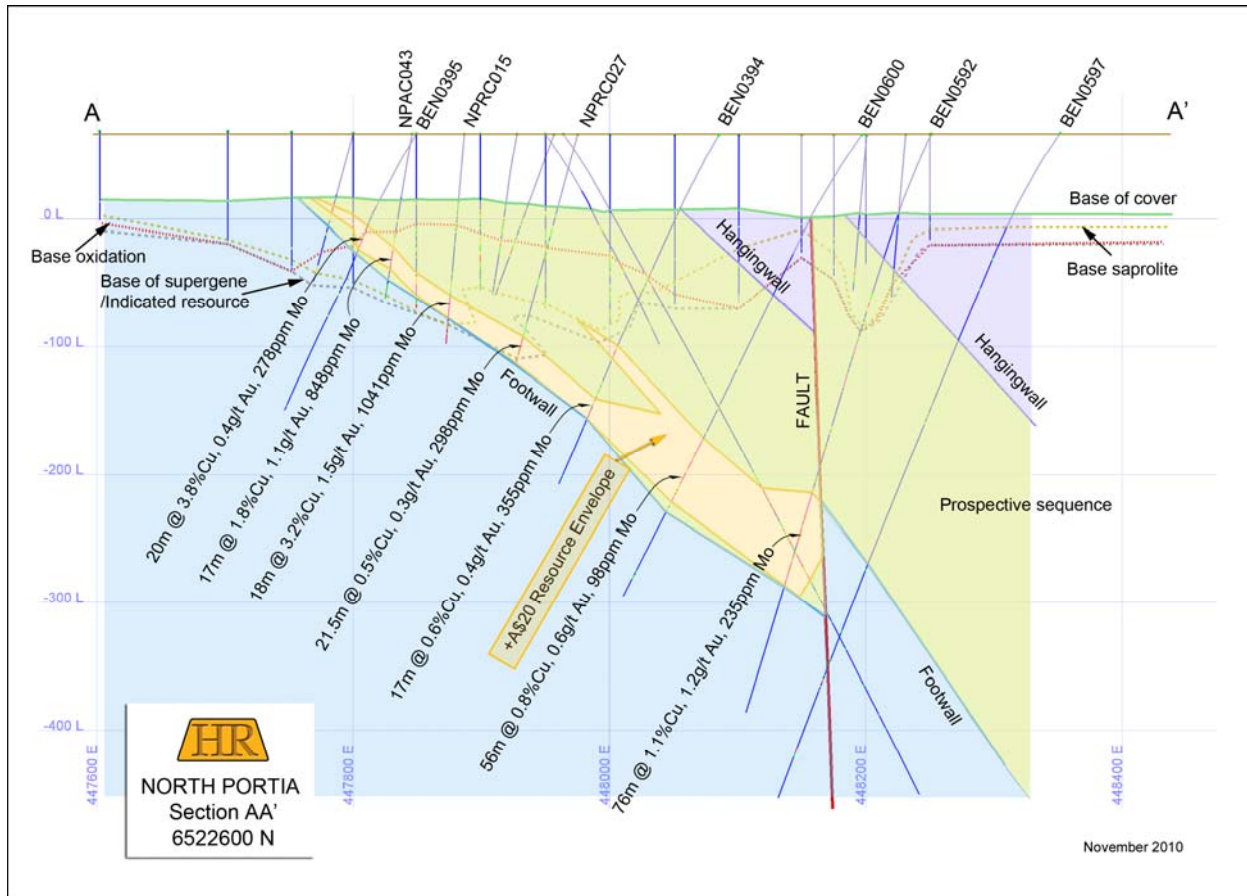 A
NPAC043
BEN0395
NPRC015
NPRC027
BEN0394
BEN0600
BEN0592
BEN0597
A'
0 L
-100 L
-200 L
-300 L
-400 L
Base of cover
Base saprolite
Base oxidation
Base of supergene
/Indicated resource
Hangingwall
Hangingwall
FAULT
Footwall
Footwall
Prospective sequence
+A$20 Resource Envelope
20m @ 3.8%Cu, 0.4g/t Au, 278ppm Mo
17m @ 1.8%Cu, 1.1g/t Au, 848ppm Mo
18m @ 3.2%Cu, 1.5g/t Au, 1041ppm Mo
21.5m @ 0.5%Cu, 0.3g/t Au, 298ppm Mo
17m @ 0.6%Cu, 0.4g/t Au, 355ppm Mo
56m @ 0.8%Cu, 0.6g/t Au, 98ppm Mo
76m @ 1.1%Cu, 1.2g/t Au, 235ppm Mo
447600 E
447800 E
448000 E
448200 E
448400 E
HR
NORTH PORTIA
Section AA'
6522600 N
November 2010